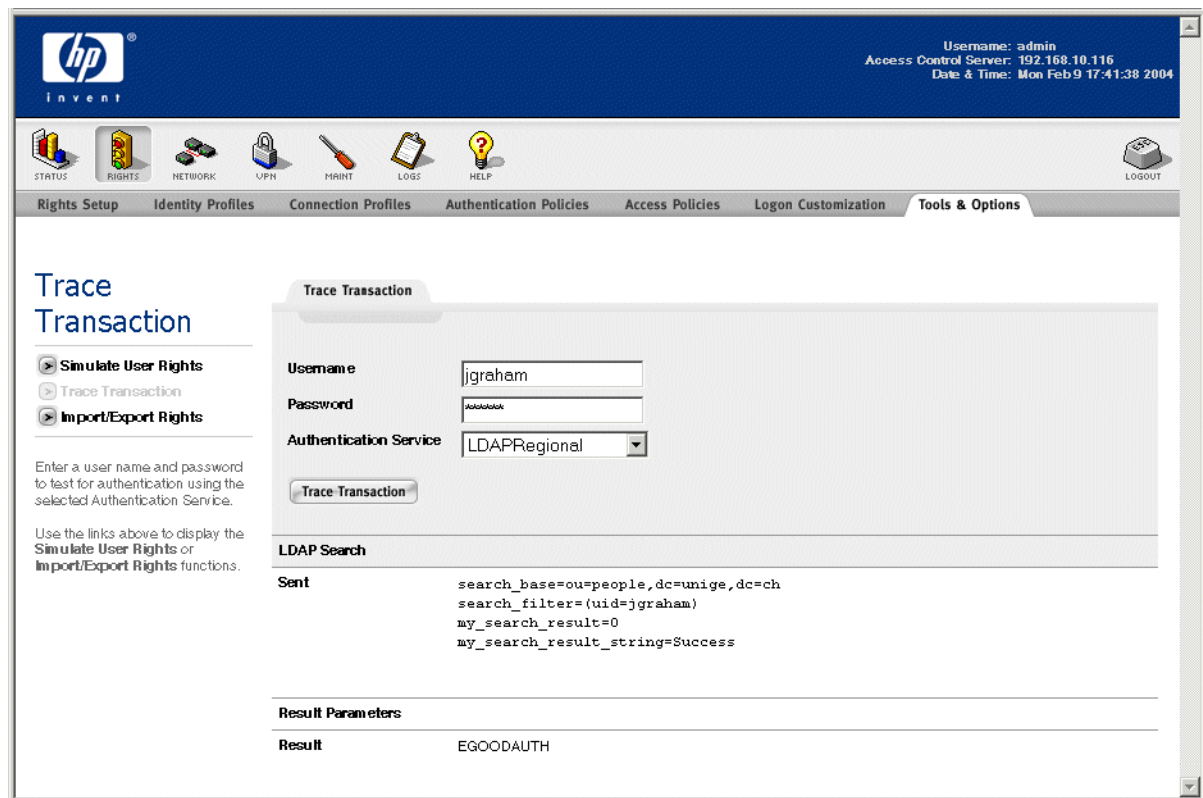 hp ®
invent
Username: admin
Access Control Server: 192.168.10.116
Date & Time: Mon Feb 9 17:41:38 2004
STATUS RIGHTS NETWORK VPN MAINT LOGS HELP LOGOUT
Rights Setup Identity Profiles Connection Profiles Authentication Policies Access Policies Logon Customization Tools & Options
Trace
Transaction
Simulate User Rights
Trace Transaction
Import/Export Rights
Enter a user name and password
to test for authentication using the
selected Authentication Service.
Use the links above to display the
Simulate User Rights or
Import/Export Rights functions.
Trace Transaction
Username jgraham
Password *******
Authentication Service LDAPRegional
Trace Transaction
LDAP Search
Sent search_base=ou=people,dc=unige,dc=ch
search_filter=(uid=jgraham)
my_search_result=0
my_search_result_string=Success
Result Parameters
Result EGOODAUTH